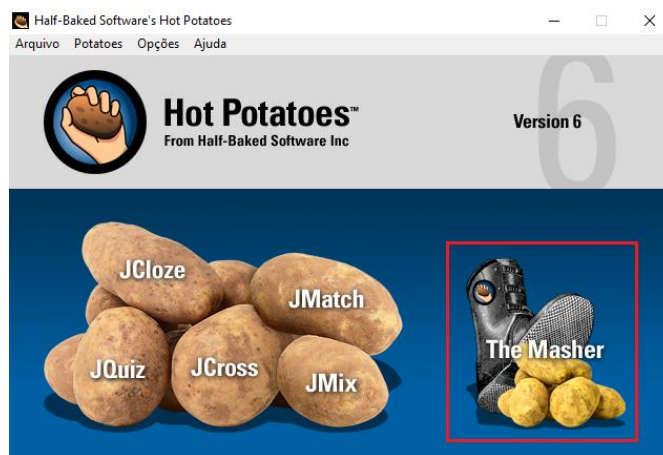 Half-Baked Software's Hot Potatoes
Arquivo Potatoes Opções Ajuda
Hot Potatoes™
From Half-Baked Software Inc
Version 6
6
JCloze
JMatch
The Masher
JQuiz
JCross
JMix